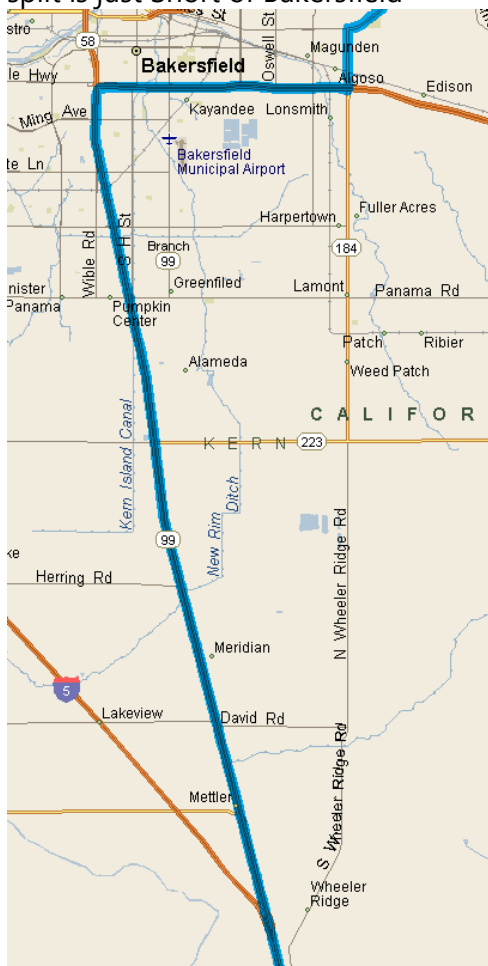 split is just short of Bakersfield
58
stro
Oswell St
Magunden
Bakersfield
le Hwy
Algoso
Edison
Ming Ave
Kayandee
Lonsmith
te Ln
Bakersfield
Municipal Airport
Harpertown
Fuller Acres
Wible Rd
S H St
Branch
99
184
Greenfiled
Lamont
Panama Rd
nister
Panama
Pumpkin
Center
Patch
Ribier
Alameda
Weed Patch
CALIFOR
KERN
223
Kern Island Canal
New Rim
Ditch
99
N Wheeler Ridge Rd
ke
Herring Rd
Meridian
5
Lakeview
David Rd
S Wheeler Ridge Rd
Mettler
Wheeler
Ridge